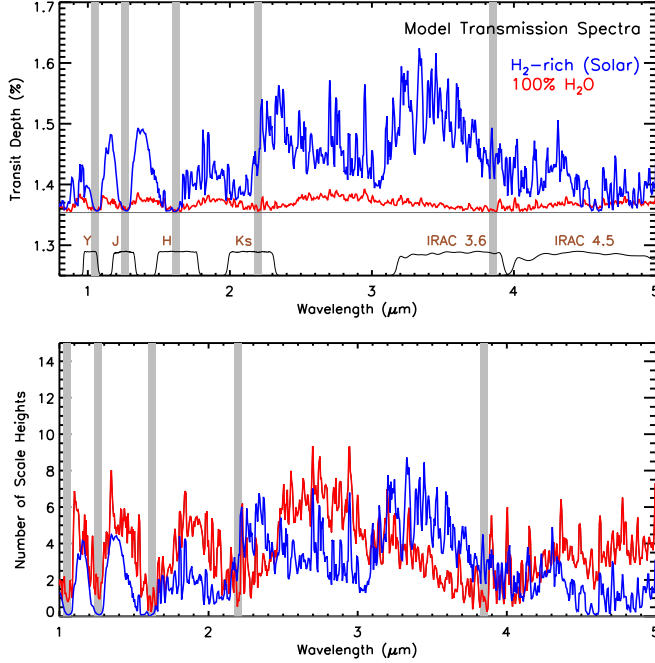 Model Transmission Spectra
H₂-rich (Solar)
100% H₂O
Transit Depth (%)
1.7
1.6
1.5
1.4
1.3
Y J H Ks IRAC 3.6 IRAC 4.5
1 2 3 4 5
Wavelength (μm)
Number of Scale Heights
14
12
10
8
6
4
2
0
1 2 3 4 5
Wavelength (μm)